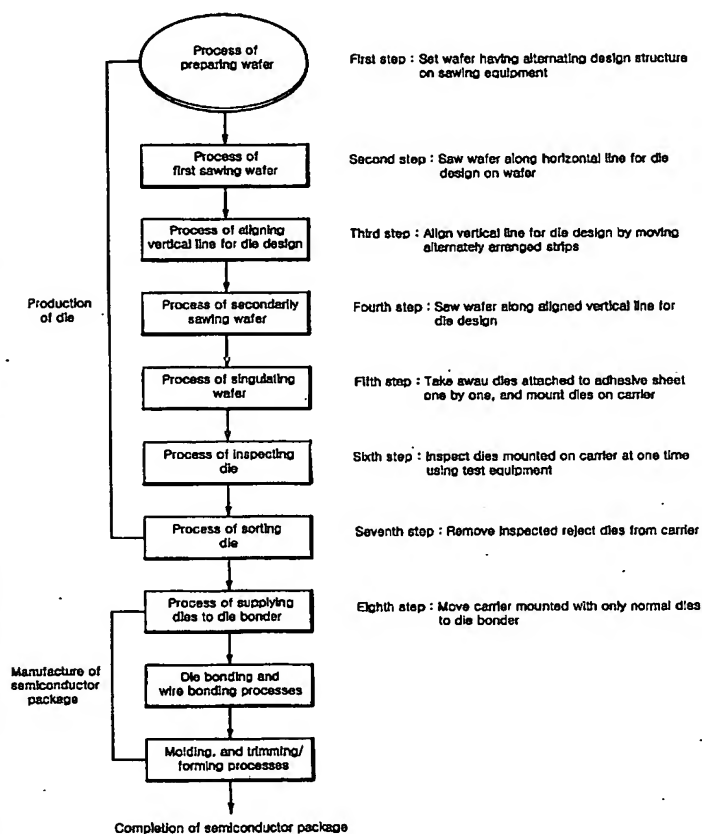 Process of
preparing wafer
First step : Set wafer having alternating design structure
on sawing equipment
Process of
first sawing wafer
Second step : Saw wafer along horizontal line for die
design on wafer
Process of aligning
vertical line for die design
Third step : Align vertical line for die design by moving
alternately arranged strips
Production
of die
Process of secondarily
sawing wafer
Fourth step : Saw wafer along aligned vertical line for
die design
Process of singulating
wafer
Fifth step : Take awau dies attached to adhasive sheet
one by one, and mount dies on carrier
Process of inspecting
die
Sixth step : Inspect dies mounted on carrier at one time
using test equipment
Process of sorting
die
Seventh step : Remove inspected reject dies from carrier
Process of supplying
dies to die bonder
Eighth step : Move carrier mounted with only normal dies
to die bonder
Manufacture of
semiconductor
package
Die bonding and
wire bonding processes
Molding, and trimming/
forming processes
Completion of semiconductor package